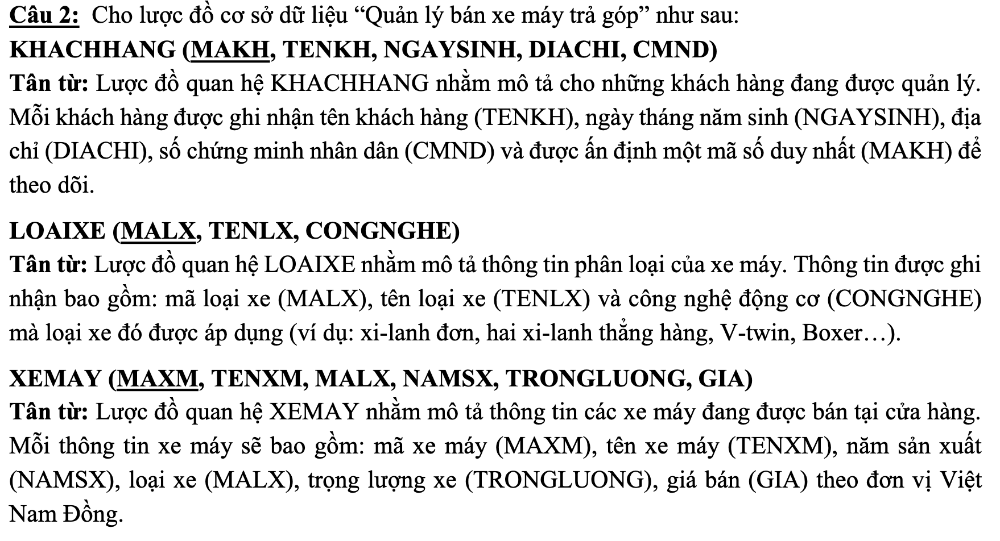 Câu 2: Cho lược đồ cơ sở dữ liệu “Quản lý bán xe máy trả góp” như sau:
KHACHHANG (MAKH, TENKH, NGAYSINH, DIACHI, CMND)
Tân từ: Lược đồ quan hệ KHACHHANG nhằm mô tả cho những khách hàng đang được quản lý.
Mỗi khách hàng được ghi nhận tên khách hàng (TENKH), ngày tháng năm sinh (NGAYSINH), địa
chỉ (DIACHI), số chứng minh nhân dân (CMND) và được ấn định một mã số duy nhất (MAKH) để
theo dõi.
LOAIXE (MALX, TENLX, CONGNGHE)
Tân từ: Lược đồ quan hệ LOAIXE nhằm mô tả thông tin phân loại của xe máy. Thông tin được ghi
nhận bao gồm: mã loại xe (MALX), tên loại xe (TENLX) và công nghệ động cơ (CONGNGHE)
mà loại xe đó được áp dụng (ví dụ: xi-lanh đơn, hai xi-lanh thẳng hàng, V-twin, Boxer…).
XEMAY (MAXM, TENXM, MALX, NAMSX, TRONGLUONG, GIA)
Tân từ: Lược đồ quan hệ XEMAY nhằm mô tả thông tin các xe máy đang được bán tại cửa hàng.
Mỗi thông tin xe máy sẽ bao gồm: mã xe máy (MAXM), tên xe máy (TENXM), năm sản xuất
(NAMSX), loại xe (MALX), trọng lượng xe (TRONGLUONG), giá bán (GIA) theo đơn vị Việt
Nam Đồng.